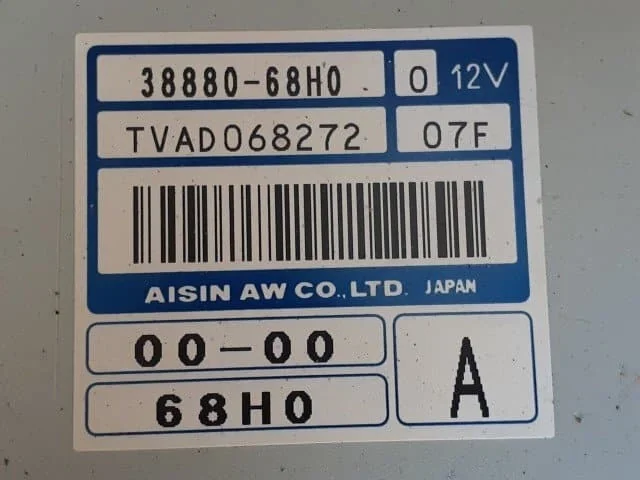 38880-68H0 0 12V
TVAD068272 07F
AISIN AW CO.,LTD. JAPAN
00-00
68H0
A